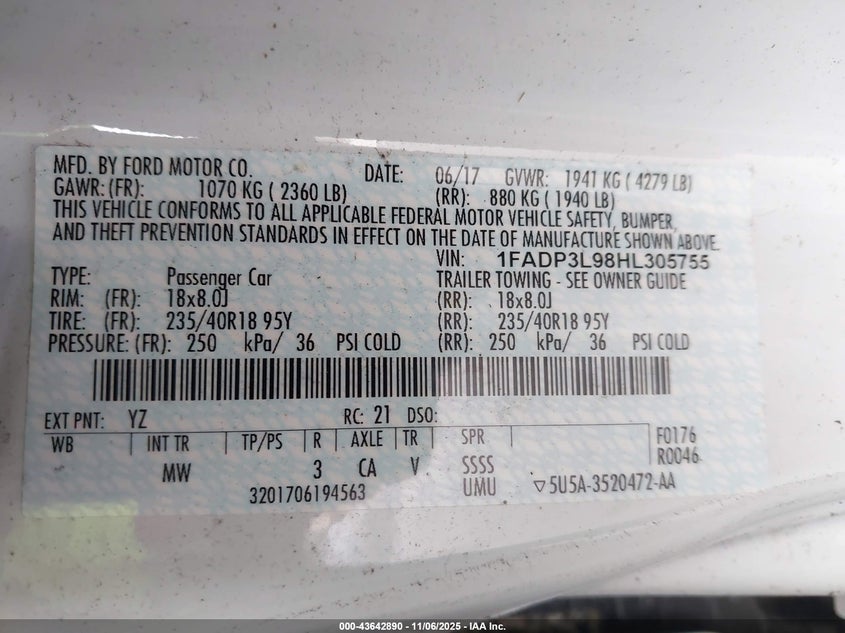 MFD. BY FORD MOTOR CO. DATE: 06/17 GVWR: 1941 KG ( 4279 LB)
GAWR: (FR): 1070 KG ( 2360 LB) (RR): 880 KG ( 1940 LB)
THIS VEHICLE CONFORMS TO ALL APPLICABLE FEDERAL MOTOR VEHICLE SAFETY, BUMPER,
AND THEFT PREVENTION STANDARDS IN EFFECT ON THE DATE OF MANUFACTURE SHOWN ABOVE.
VIN: 1FADP3L98HL305755
TYPE: Passenger Car TRAILER TOWING - SEE OWNER GUIDE
RIM: (FR): 18x8.0J (RR): 18x8.0J
TIRE: (FR): 235/40R18 95Y (RR): 235/40R18 95Y
PRESSURE: (FR): 250 kPa/ 36 PSI COLD (RR): 250 kPa/ 36 PSI COLD
EXT PNT: YZ RC: 21 DSO:
WB INT TR TP/PS R AXLE TR SPR F0176
MW 3 CA V SSSS R0046
3201706194563 UMU ▽5U5A-3520472-AA
000-43642890 - 11/06/2025 - IAA Inc.